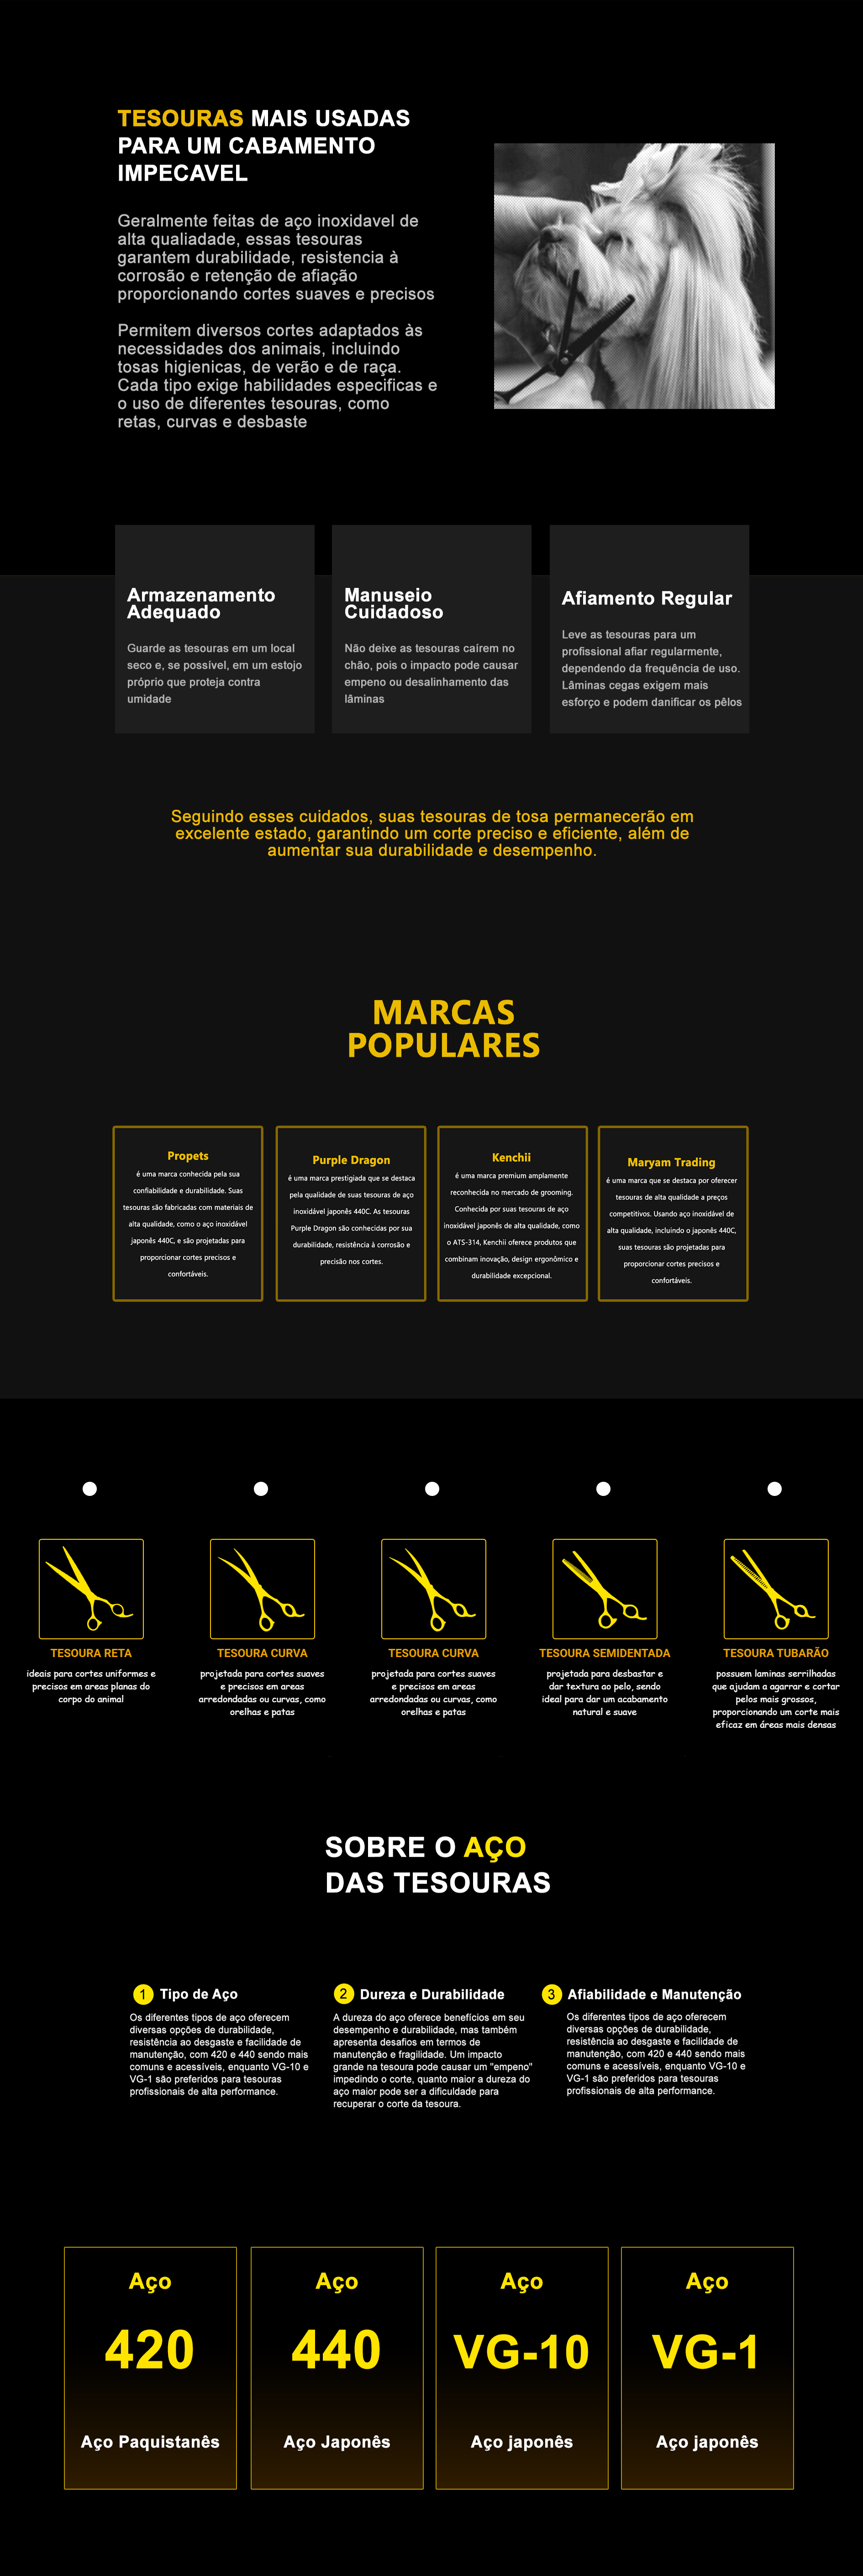 TESOURAS MAIS USADAS
PARA UM CABAMENTO
IMPECAVEL
Geralmente feitas de aço inoxidavel de
alta qualiadade, essas tesouras
garantem durabilidade, resistencia à
corrosão e retenção de afiação
proporcionando cortes suaves e precisos
Permitem diversos cortes adaptados às
necessidades dos animais, incluindo
tosas higienicas, de verão e de raça.
Cada tipo exige habilidades especificas e
o uso de diferentes tesouras, como
retas, curvas e desbaste
Armazenamento
Adequado
Guarde as tesouras em um local
seco e, se possível, em um estojo
próprio que proteja contra
umidade
Manuseio
Cuidadoso
Não deixe as tesouras caírem no
chão, pois o impacto pode causar
empeno ou desalinhamento das
lâminas
Afiamento Regular
Leve as tesouras para um
profissional afiar regularmente,
dependendo da frequência de uso.
Lâminas cegas exigem mais
esforço e podem danificar os pêlos
Seguindo esses cuidados, suas tesouras de tosa permanecerão em
excelente estado, garantindo um corte preciso e eficiente, além de
aumentar sua durabilidade e desempenho.
MARCAS
POPULARES
Propets
é uma marca conhecida pela sua
confiabilidade e durabilidade. Suas
tesouras são fabricadas com materiais de
alta qualidade, como o aço inoxidável
japonês 440C, e são projetadas para
proporcionar cortes precisos e
confortáveis.
Purple Dragon
é uma marca prestigiada que se destaca
pela qualidade de suas tesouras de aço
inoxidável japonês 440C. As tesouras
Purple Dragon são conhecidas por sua
durabilidade, resistência à corrosão e
precisão nos cortes.
Kenchii
é uma marca premium amplamente
reconhecida no mercado de grooming.
Conhecida por suas tesouras de aço
inoxidável japonês de alta qualidade, como
o ATS-314, Kenchii oferece produtos que
combinam inovação, design ergonômico e
durabilidade excepcional.
Maryam Trading
é uma marca que se destaca por oferecer
tesouras de alta qualidade a preços
competitivos. Usando aço inoxidável de
alta qualidade, incluindo o japonês 440C,
suas tesouras são projetadas para
proporcionar cortes precisos e
confortáveis.
TESOURA RETA
ideais para cortes uniformes e
precisos em areas planas do
corpo do animal
TESOURA CURVA
projetada para cortes suaves
e precisos em areas
arredondadas ou curvas, como
orelhas e patas
TESOURA CURVA
projetada para cortes suaves
e precisos em areas
arredondadas ou curvas, como
orelhas e patas
TESOURA SEMIDENTADA
projetada para desbastar e
dar textura ao pelo, sendo
ideal para dar um acabamento
natural e suave
TESOURA TUBARÃO
possuem laminas serrilhadas
que ajudam a agarrar e cortar
pelos mais grossos,
proporcionando um corte mais
eficaz em áreas mais densas
SOBRE O AÇO
DAS TESOURAS
1 Tipo de Aço
Os diferentes tipos de aço oferecem
diversas opções de durabilidade,
resistência ao desgaste e facilidade de
manutenção, com 420 e 440 sendo mais
comuns e acessíveis, enquanto VG-10 e
VG-1 são preferidos para tesouras
profissionais de alta performance.
2 Dureza e Durabilidade
A dureza do aço oferece benefícios em seu
desempenho e durabilidade, mas também
apresenta desafios em termos de
manutenção e fragilidade. Um impacto
grande na tesoura pode causar um "empeno"
impedindo o corte, quanto maior a dureza do
aço maior pode ser a dificuldade para
recuperar o corte da tesoura.
3 Afiabilidade e Manutenção
Os diferentes tipos de aço oferecem
diversas opções de durabilidade,
resistência ao desgaste e facilidade de
manutenção, com 420 e 440 sendo mais
comuns e acessíveis, enquanto VG-10 e
VG-1 são preferidos para tesouras
profissionais de alta performance.
Aço
420
Aço Paquistanês
Aço
440
Aço Japonês
Aço
VG-10
Aço japonês
Aço
VG-1
Aço japonês